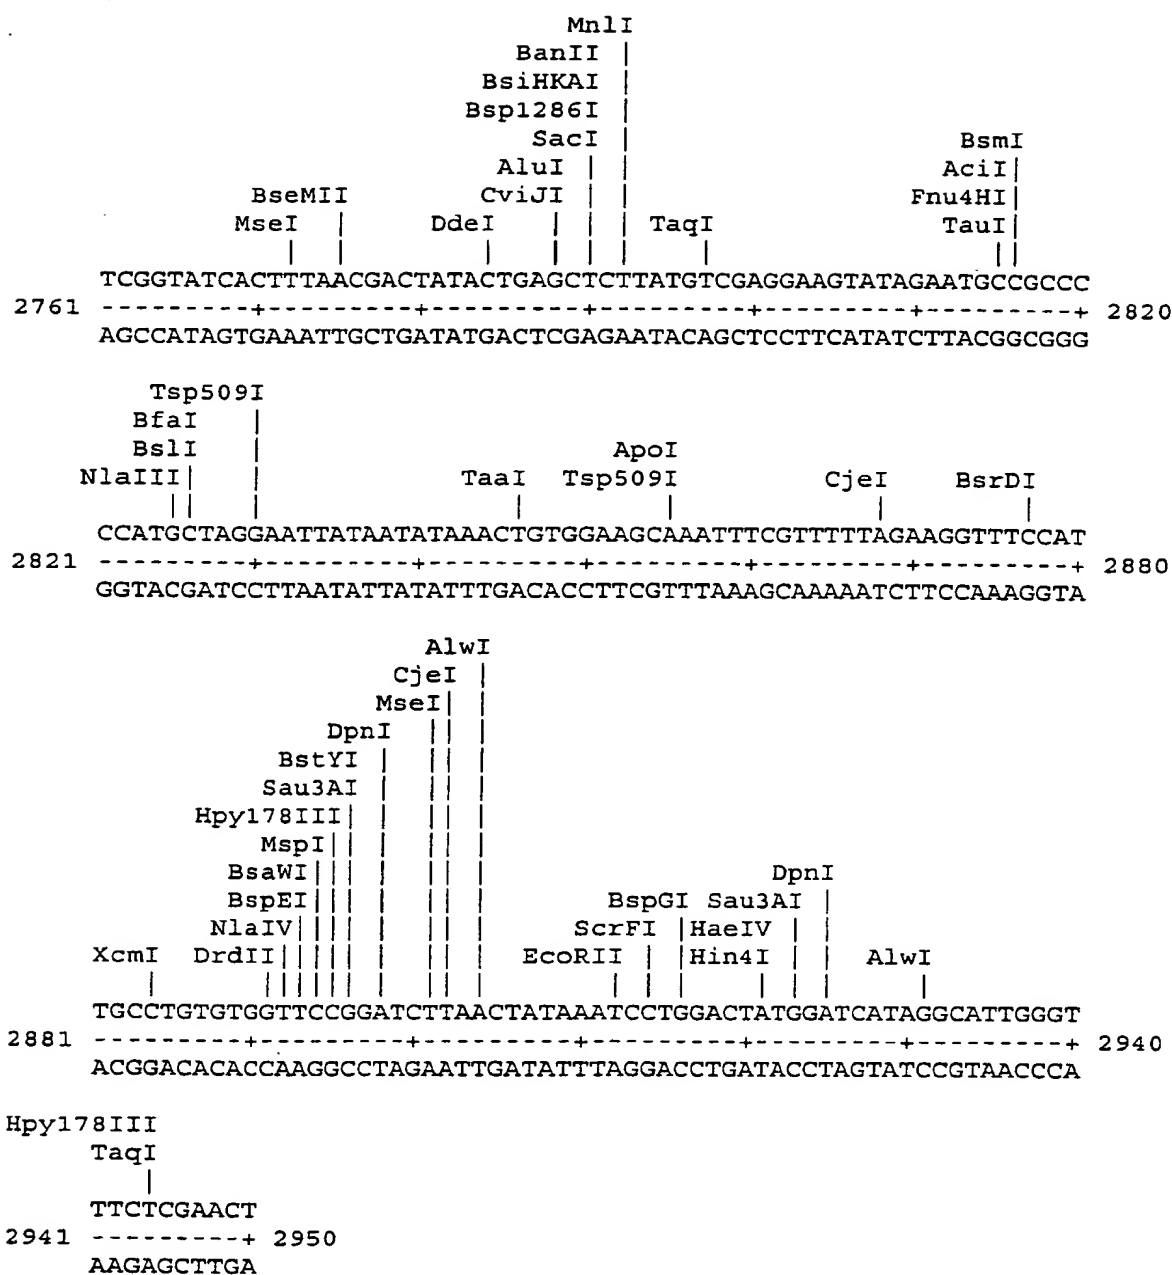 MnlI
BanII
BsiHKAI
Bsp1286I
SacI BsmI
AluI AciI
BseMII CviJI Fnu4HI
MseI DdeI TaqI TauI
TCGGTATCACTTTAACGACTATACTGAGCTCTTATGTCGAGGAAGTATAGAATGCCGCCC
2761 ---------+---------+---------+---------+---------+---------+ 2820
AGCCATAGTGAAATTGCTGATATGACTCGAGAATACAGCTCCTTCATATCTTACGGCGGG
Tsp509I
BfaI
BslI ApoI
NlaIII TaaI Tsp509I CjeI BsrDI
CCATGCTAGGAATTATAATATAAACTGTGGAAGCAAATTTCGTTTTTAGAAGGTTTCCAT
2821 ---------+---------+---------+---------+---------+---------+ 2880
GGTACGATCCTTAATATTATATTTGACACCTTCGTTTAAAGCAAAAATCTTCCAAAGGTA
AlwI
CjeI
MseI
DpnI
BstYI
Sau3AI
Hpy178III
MspI
BsaWI DpnI
BspEI BspGI Sau3AI
NlaIV ScrFI HaeIV
XcmI DrdII EcoRII Hin4I AlwI
TGCCTGTGTGGTTCCGGATCTTAACTATAAATCCTGGACTATGGATCATAGGCATTGGGT
2881 ---------+---------+---------+---------+---------+---------+ 2940
ACGGACACACCAAGGCCTAGAATTGATATTTAGGACCTGATACCTAGTATCCGTAACCCA
Hpy178III
TaqI
TTCTCGAACT
2941 ---------+ 2950
AAGAGCTTGA